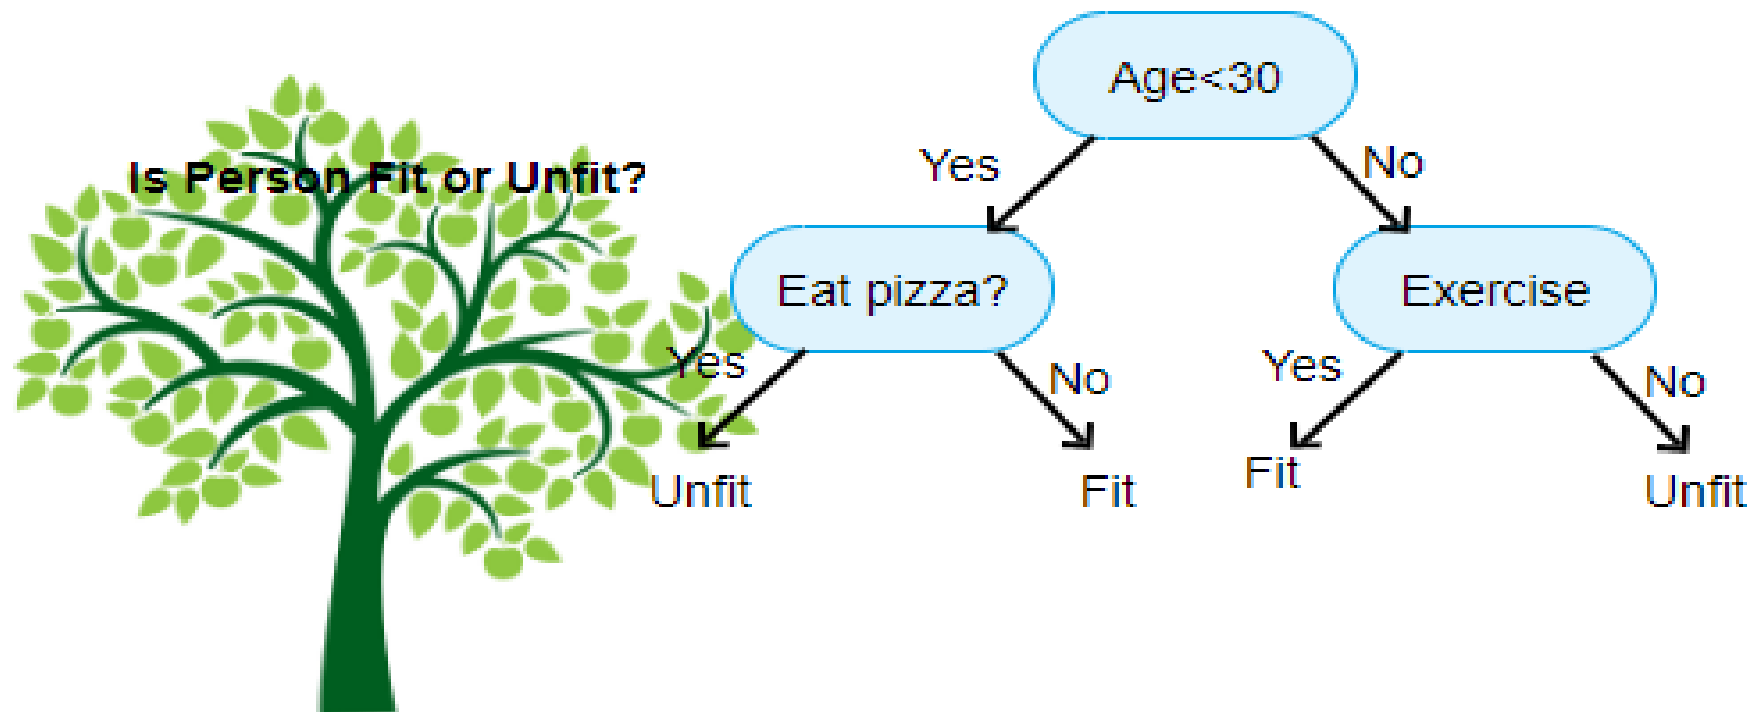 Age<30
Is Person Fit or Unfit?
Yes
No
Eat pizza?
Exercise
Yes
No
Yes
No
Unfit
Fit
Fit
Unfit